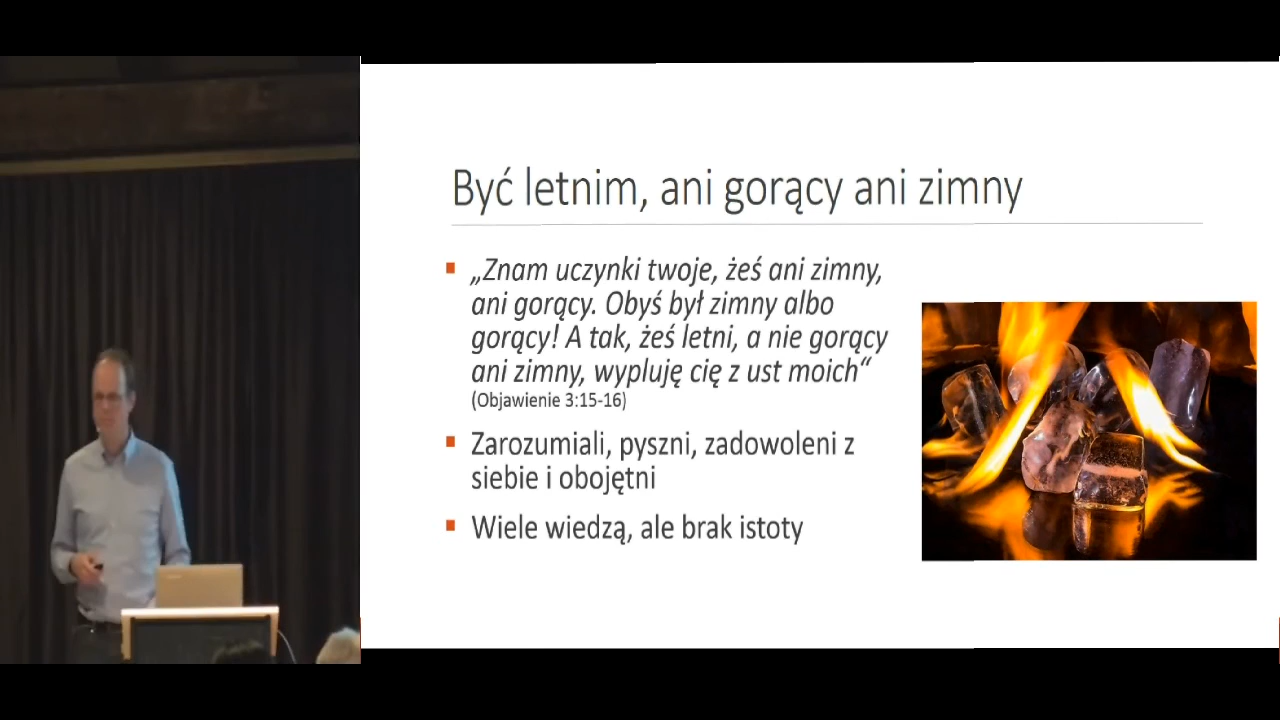 Być letnim, ani gorący ani zimny
▪ „Znam uczynki twoje, żeś ani zimny,
ani gorący. Obyś był zimny albo
gorący! A tak, żeś letni, a nie gorący
ani zimny, wypluję cię z ust moich“
(Objawienie 3:15-16)
▪ Zarozumiali, pyszni, zadowoleni z
siebie i obojętni
▪ Wiele wiedzą, ale brak istoty